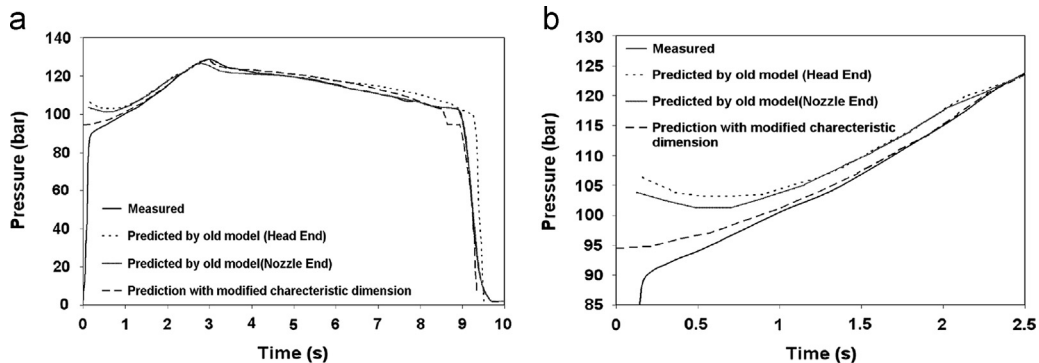 a
140
120
100
80
60
40
20
0
Pressure (bar)
Measured
Predicted by old model (Head End)
Predicted by old model(Nozzle End)
Prediction with modified charecteristic dimension
0
1
2
3
4
5
6
7
8
9
10
Time (s)
b
130
125
120
115
110
105
100
95
90
85
Pressure (bar)
Measured
Predicted by old model (Head End)
Predicted by old model(Nozzle End)
Prediction with modified charecteristic
dimension
0
0.5
1
1.5
2
2.5
Time (s)